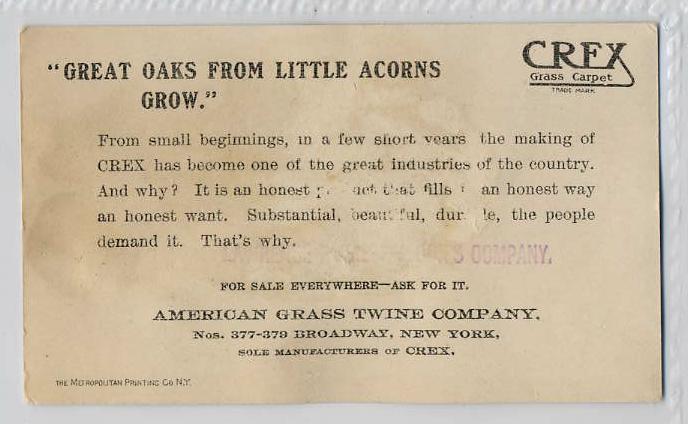 "GREAT OAKS FROM LITTLE ACORNS
GROW."
CREX
Grass Carpet
TRADE MARK
From small beginnings, in a few short years the making of
CREX has become one of the great industries of the country.
And why? It is an honest that fills an honest way
an honest want. Substantial, beautiful, durable, the people
demand it. That's why.
COMPANY.
FOR SALE EVERYWHERE—ASK FOR IT.
AMERICAN GRASS TWINE COMPANY,
Nos. 377-379 BROADWAY, NEW YORK,
SOLE MANUFACTURERS OF CREX.
THE METROPOLITAN PRINTING CO N.Y.